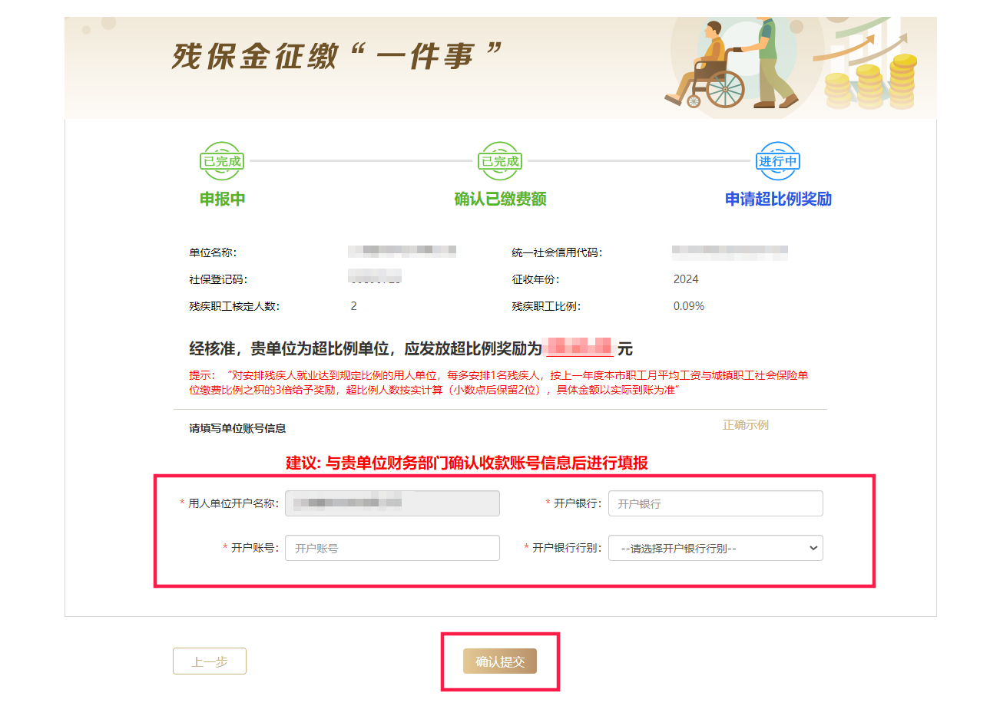 残保金征缴“一件事”
已完成 已完成 进行中
申报中 确认已缴费额 申请超比例奖励
单位名称： 统一社会信用代码：
社保登记码： 征收年份： 2024
残疾职工核定人数： 2 残疾职工比例： 0.09%
经核准，贵单位为超比例单位，应发放超比例奖励为 元
提示：“对安排残疾人就业达到规定比例的用人单位，每多安排1名残疾人，按上一年度本市职工月平均工资与城镇职工社会保险单
位缴费比例之积的3倍给予奖励，超比例人数按实计算（小数点后保留2位），具体金额以实际到账为准”
请填写单位账号信息 正确示例
建议: 与贵单位财务部门确认收款账号信息后进行填报
* 用人单位开户名称： * 开户银行： 开户银行
* 开户账号： 开户账号 * 开户银行行别： --请选择开户银行行别--
上一步 确认提交